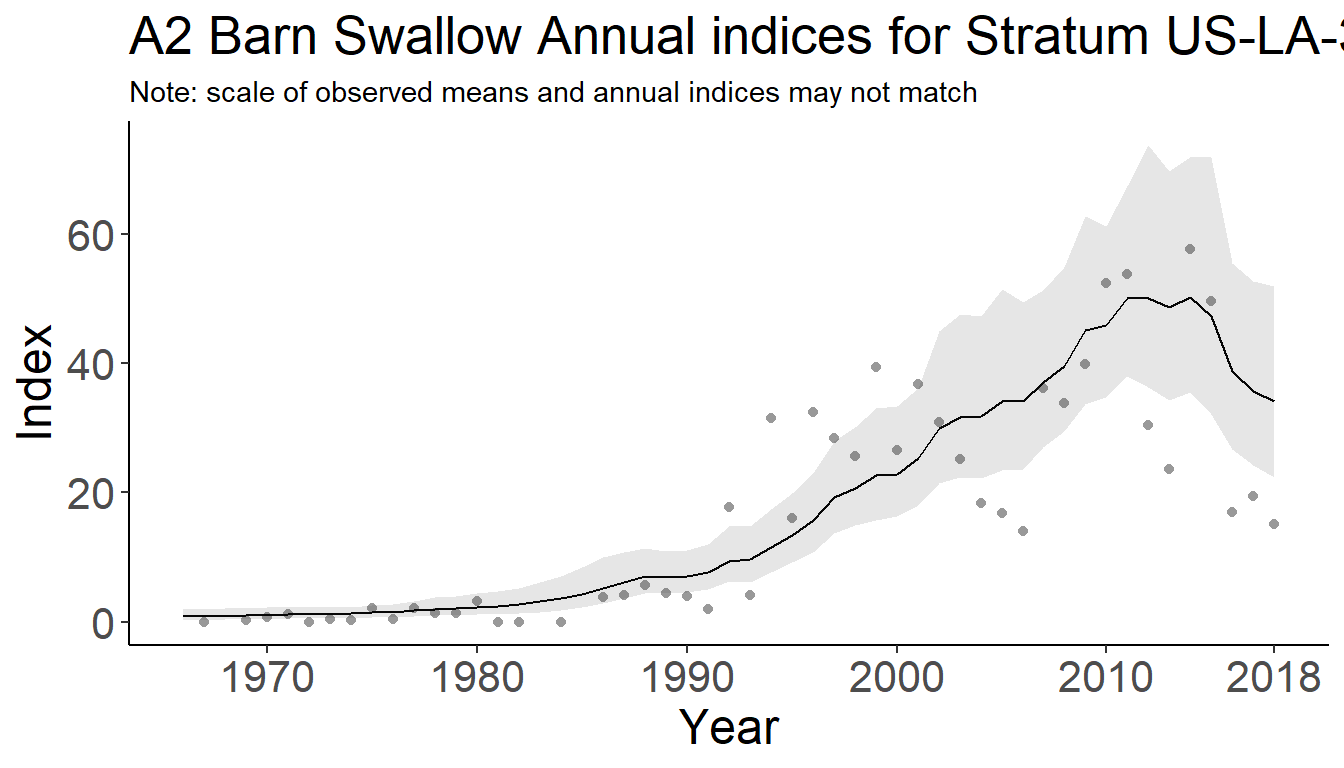 A2 Barn Swallow Annual indices for Stratum US-LA-
Note: scale of observed means and annual indices may not match
60
40
20
0
Index
1970 1980 1990 2000 2010 2018
Year